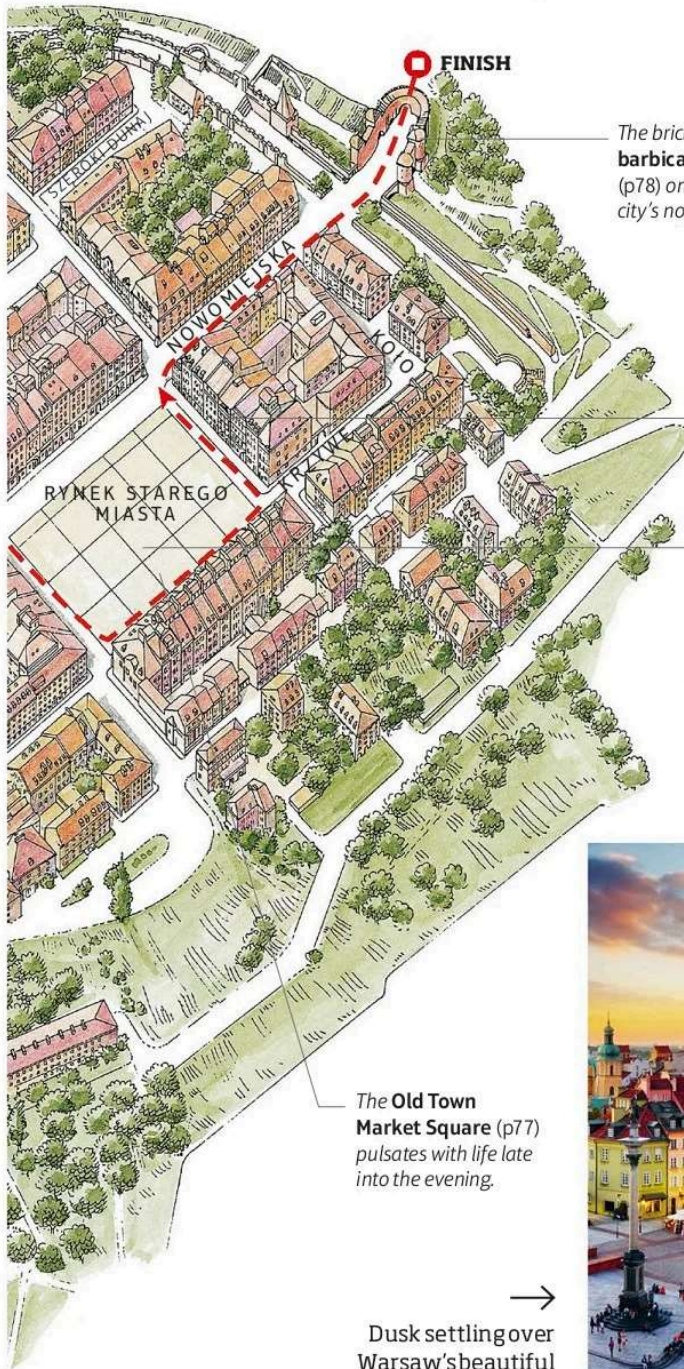 FINISH
The
barbica
(p78) or
city's no
SZEROKI DUNAJ
NOWOMIEJSKA
KOŁO
KRZYWE
RYNEK STAREGO
MIASTA
The Old Town
Market Square (p77)
pulsates with life late
into the evening.
→
Dusk settling over
Warsaw's beautiful